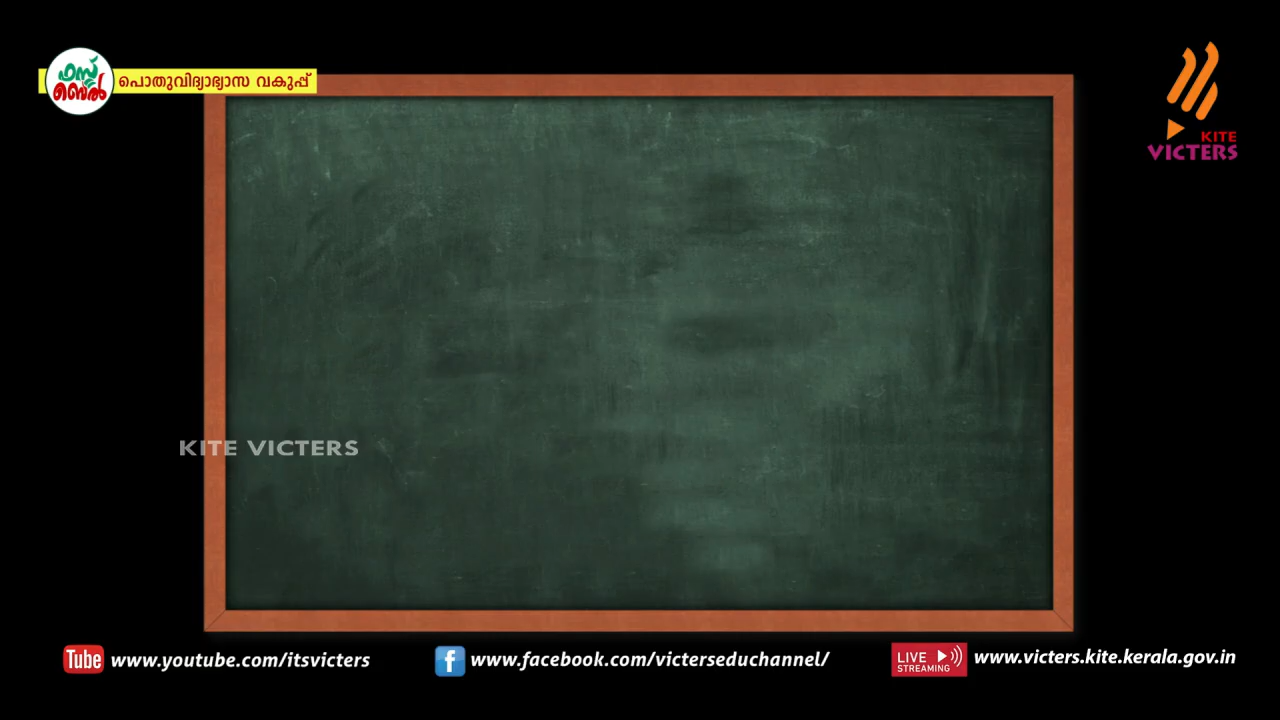 ഫസ്റ്റ് ബെൽ
പൊതുവിദ്യാഭ്യാസ വകുപ്പ്
KITE
VICTERS
KITE VICTERS
Tube www.youtube.com/itsvicters
f www.facebook.com/victerseduchannel/
LIVE
STREAMING
www.victers.kite.kerala.gov.in